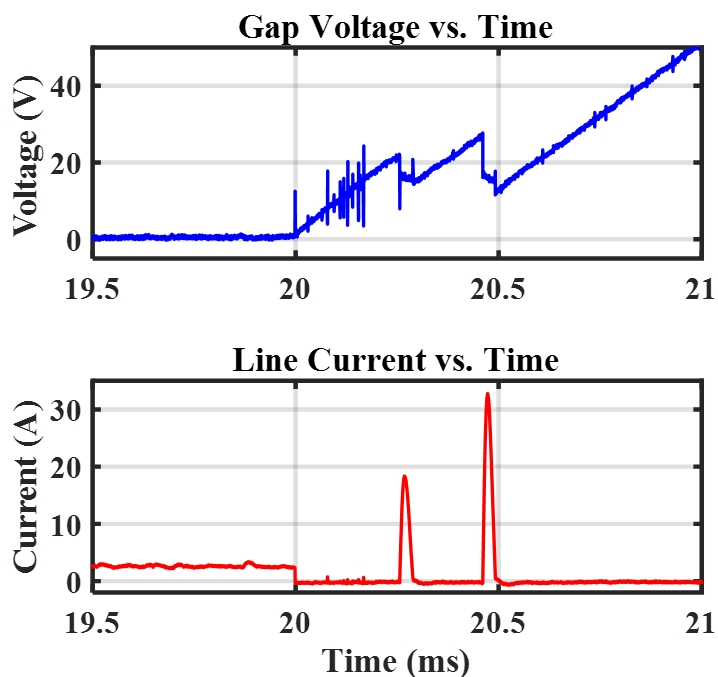 Gap Voltage vs. Time
Voltage (V)
40
20
0
19.5 20 20.5 21
Line Current vs. Time
Current (A)
30
20
10
0
19.5 20 20.5 21
Time (ms)